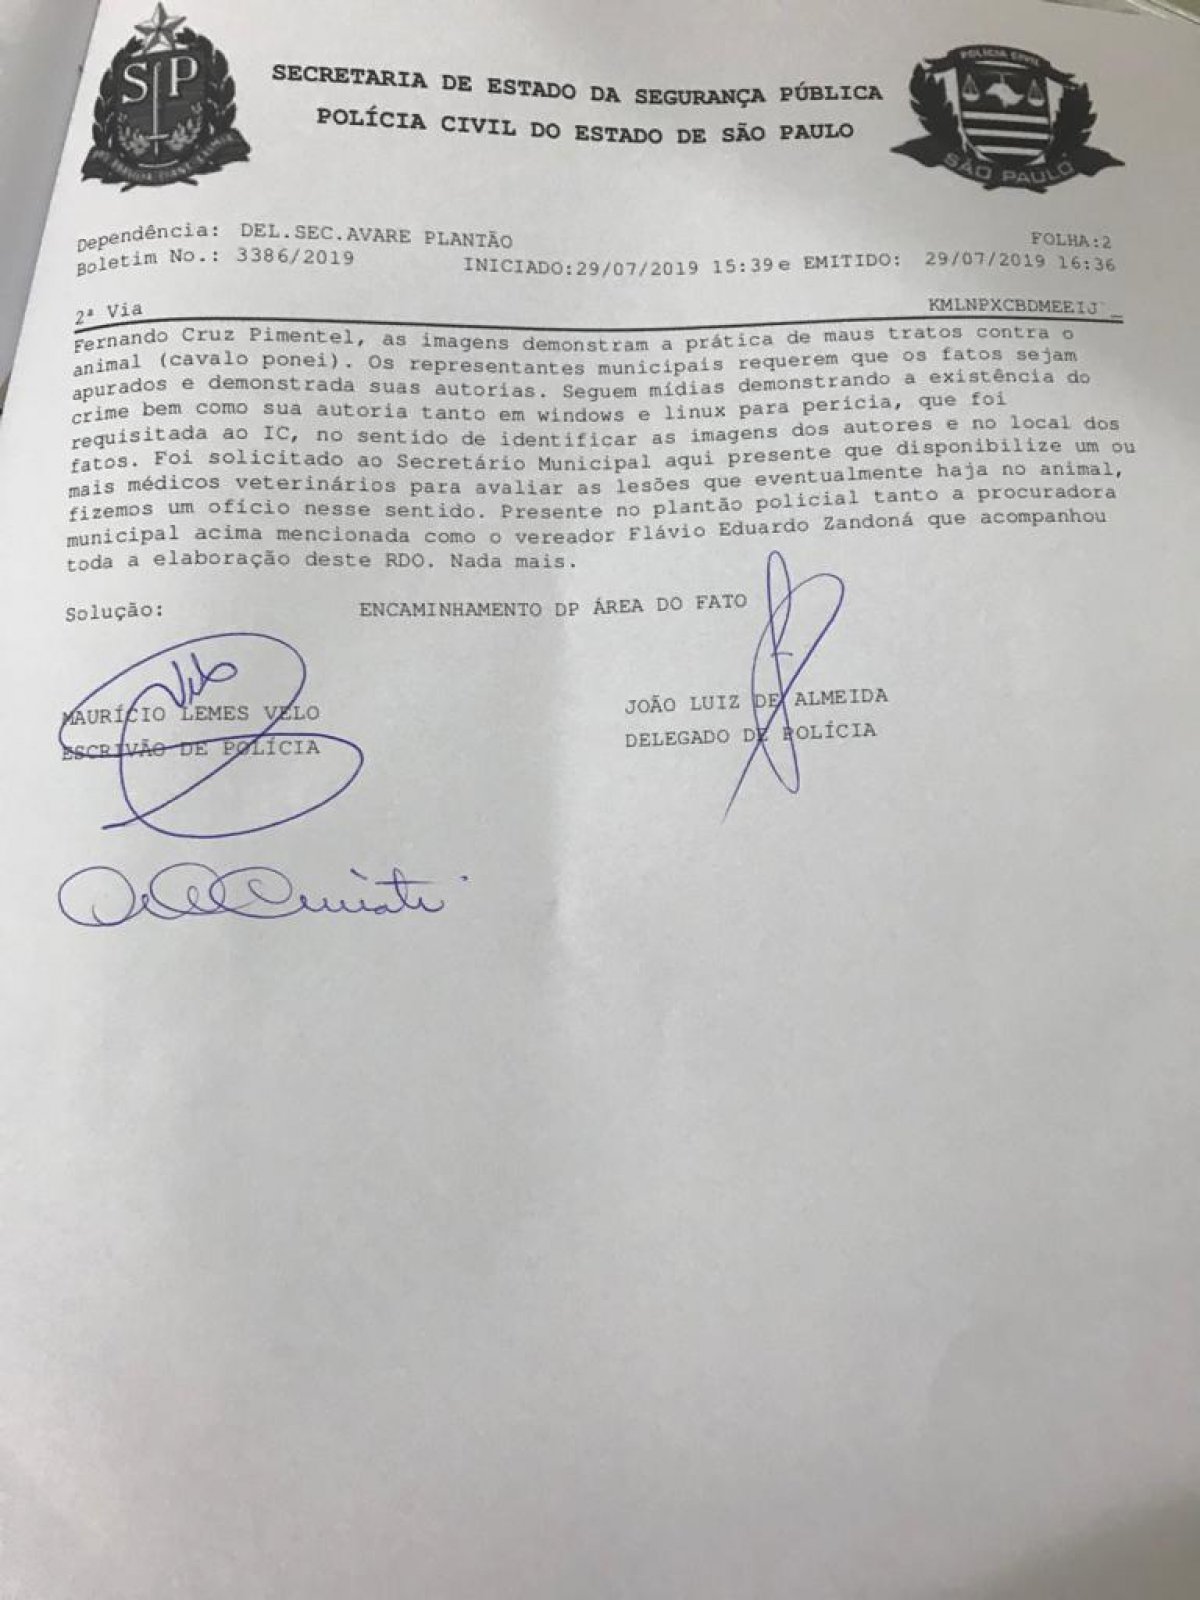 SP
POLÍCIA CIVIL
SÃO PAULO
SECRETARIA DE ESTADO DA SEGURANÇA PÚBLICA
POLÍCIA CIVIL DO ESTADO DE SÃO PAULO
Dependência: DEL.SEC.AVARE PLANTÃO FOLHA:2
Boletim No.: 3386/2019 INICIADO:29/07/2019 15:39 e EMITIDO: 29/07/2019 16:36
2ª Via KMLNPXCBDMEEIJ
Fernando Cruz Pimentel, as imagens demonstram a prática de maus tratos contra o
animal (cavalo ponei). Os representantes municipais requerem que os fatos sejam
apurados e demonstrada suas autorias. Seguem mídias demonstrando a existência do
crime bem como sua autoria tanto em windows e linux para perícia, que foi
requisitada ao IC, no sentido de identificar as imagens dos autores e no local dos
fatos. Foi solicitado ao Secretário Municipal aqui presente que disponibilize um ou
mais médicos veterinários para avaliar as lesões que eventualmente haja no animal,
fizemos um ofício nesse sentido. Presente no plantão policial tanto a procuradora
municipal acima mencionada como o vereador Flávio Eduardo Zandoná que acompanhou
toda a elaboração deste RDO. Nada mais.
Solução: ENCAMINHAMENTO DP ÁREA DO FATO
Velo
MAURÍCIO LEMES VELO
ESCRIVÃO DE POLÍCIA
JOÃO LUIZ DE ALMEIDA
DELEGADO DE POLÍCIA